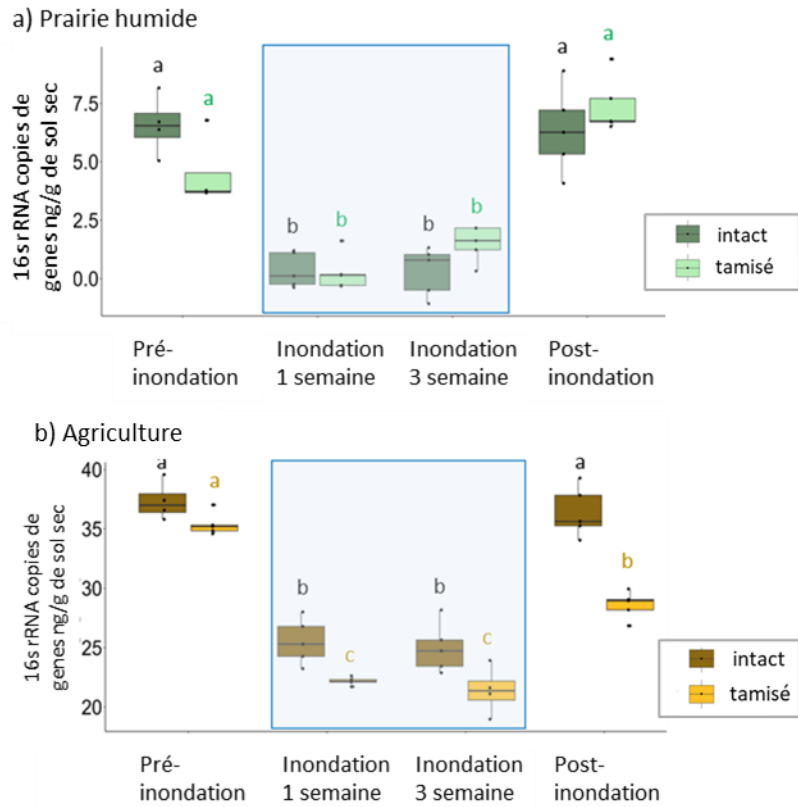 a) Prairie humide
16s rRNA copies de
genes ng/g de sol sec
7.5
5.0
2.5
0.0
a
a
b
b
b
b
a
a
intact
tamisé
Pré-
inondation
Inondation
1 semaine
Inondation
3 semaine
Post-
inondation
b) Agriculture
16s rRNA copies de
genes ng/g de sol sec
40
35
30
25
20
a
a
b
c
b
c
a
b
intact
tamisé
Pré-
inondation
Inondation
1 semaine
Inondation
3 semaine
Post-
inondation